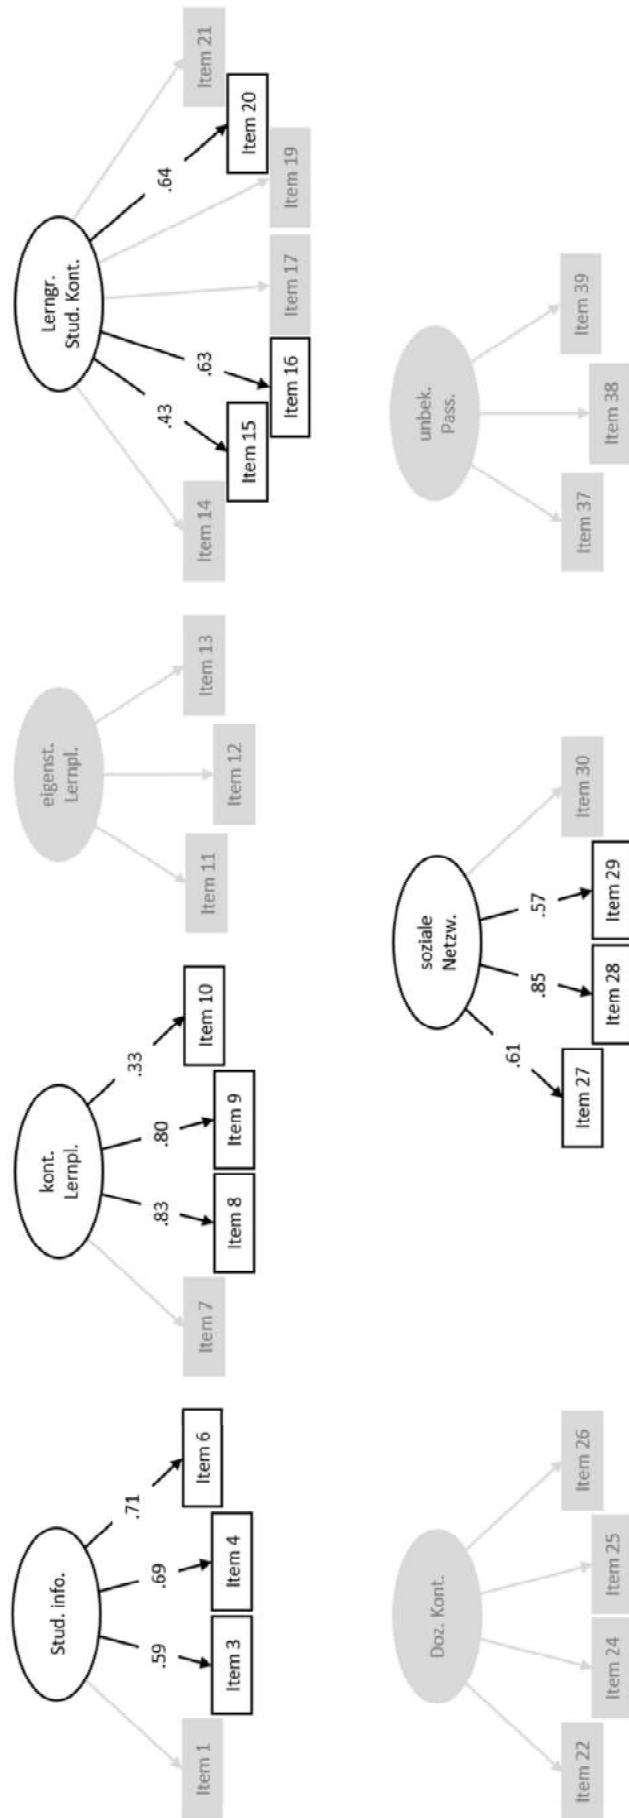 Stud. info.
.59
.69
.71
Item 1
Item 3
Item 4
Item 6
kont.
Lernpl.
.83
.80
.33
Item 7
Item 8
Item 9
Item 10
eigenst.
Lernpl.
Item 11
Item 12
Item 13
Lerngr.
Stud. Kont.
.43
.63
.64
Item 14
Item 15
Item 16
Item 17
Item 19
Item 20
Item 21
Doz. Kont.
Item 22
Item 24
Item 25
Item 26
soziale
Netzw.
.61
.85
.57
Item 27
Item 28
Item 29
Item 30
unbek.
Pass.
Item 37
Item 38
Item 39